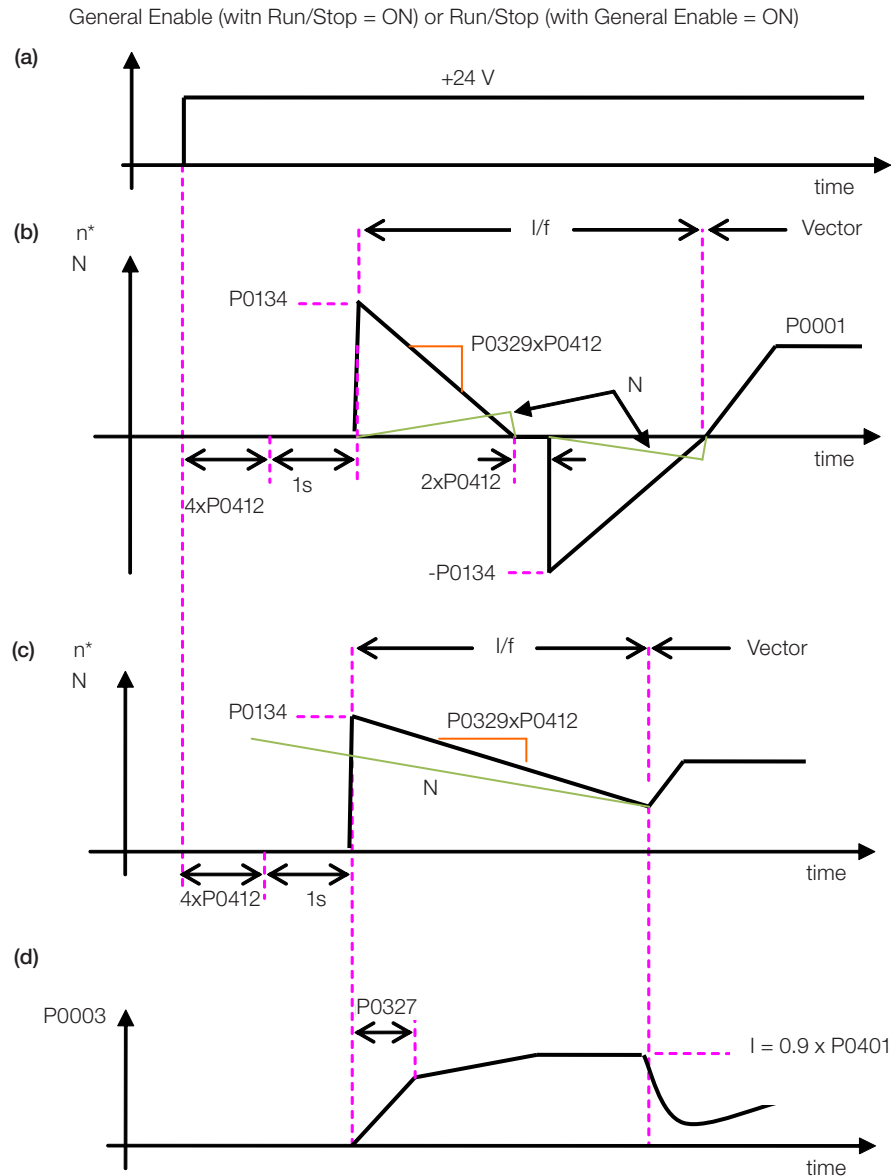 General Enable (witn Run/Stop = ON) or Run/Stop (with General Enable = ON)
(a)
+24 V
time
(b)
n*
N
I/f
Vector
P0134
P0329xP0412
P0001
N
time
4xP0412
1s
2xP0412
-P0134
(c)
n*
N
I/f
Vector
P0134
P0329xP0412
N
time
4xP0412
1s
(d)
P0003
P0327
I = 0.9 x P0401
time